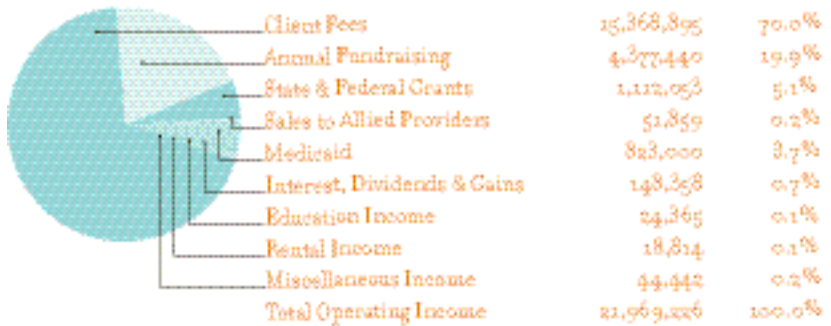 Client Fees 15,368,895 70.0%
Annual Fundraising 4,377,440 19.9%
State & Federal Grants 1,112,053 5.1%
Sales to Allied Providers 51,859 0.2%
Medicaid 823,000 3.7%
Interest, Dividends & Gains 148,358 0.7%
Education Income 24,365 0.1%
Rental Income 18,814 0.1%
Miscellaneous Income 44,442 0.2%
Total Operating Income 21,969,226 100.0%